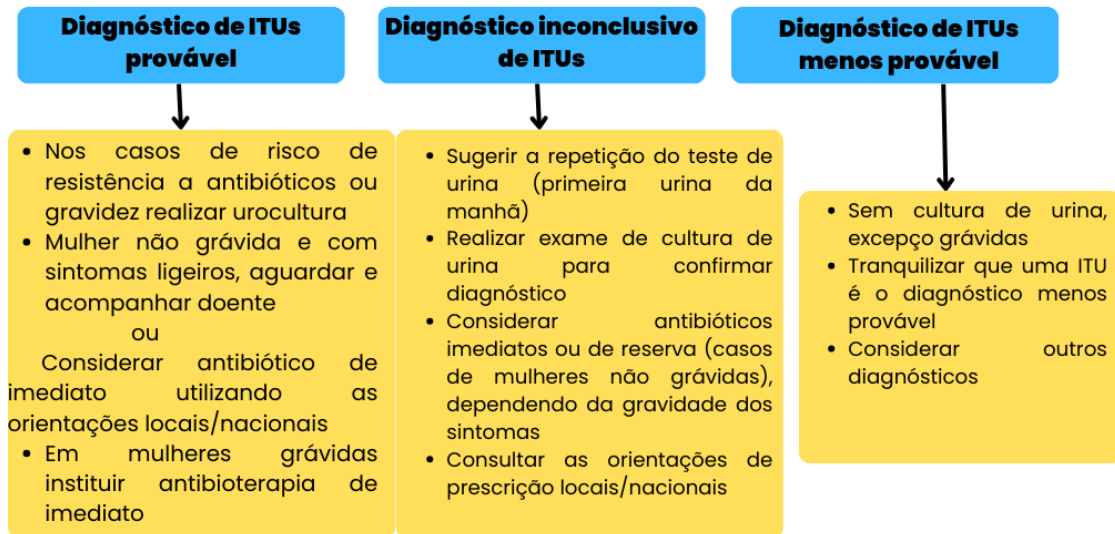 Diagnóstico de ITUs
provável
• Nos casos de risco de
resistência a antibióticos ou
gravidez realizar urocultura
• Mulher não grávida e com
sintomas ligeiros, aguardar e
acompanhar doente
ou
Considerar antibiótico de
imediato utilizando as
orientações locais/nacionais
• Em mulheres grávidas
instituir antibioterapia de
imediato
Diagnóstico inconclusivo
de ITUs
• Sugerir a repetição do teste de
urina (primeira urina da
manhã)
• Realizar exame de cultura de
urina para confirmar
diagnóstico
• Considerar antibióticos
imediatos ou de reserva (casos
de mulheres não grávidas),
dependendo da gravidade dos
sintomas
• Consultar as orientações de
prescrição locais/nacionais
Diagnóstico de ITUs
menos provável
• Sem cultura de urina,
excepço grávidas
• Tranquilizar que uma ITU
é o diagnóstico menos
provável
• Considerar outros
diagnósticos